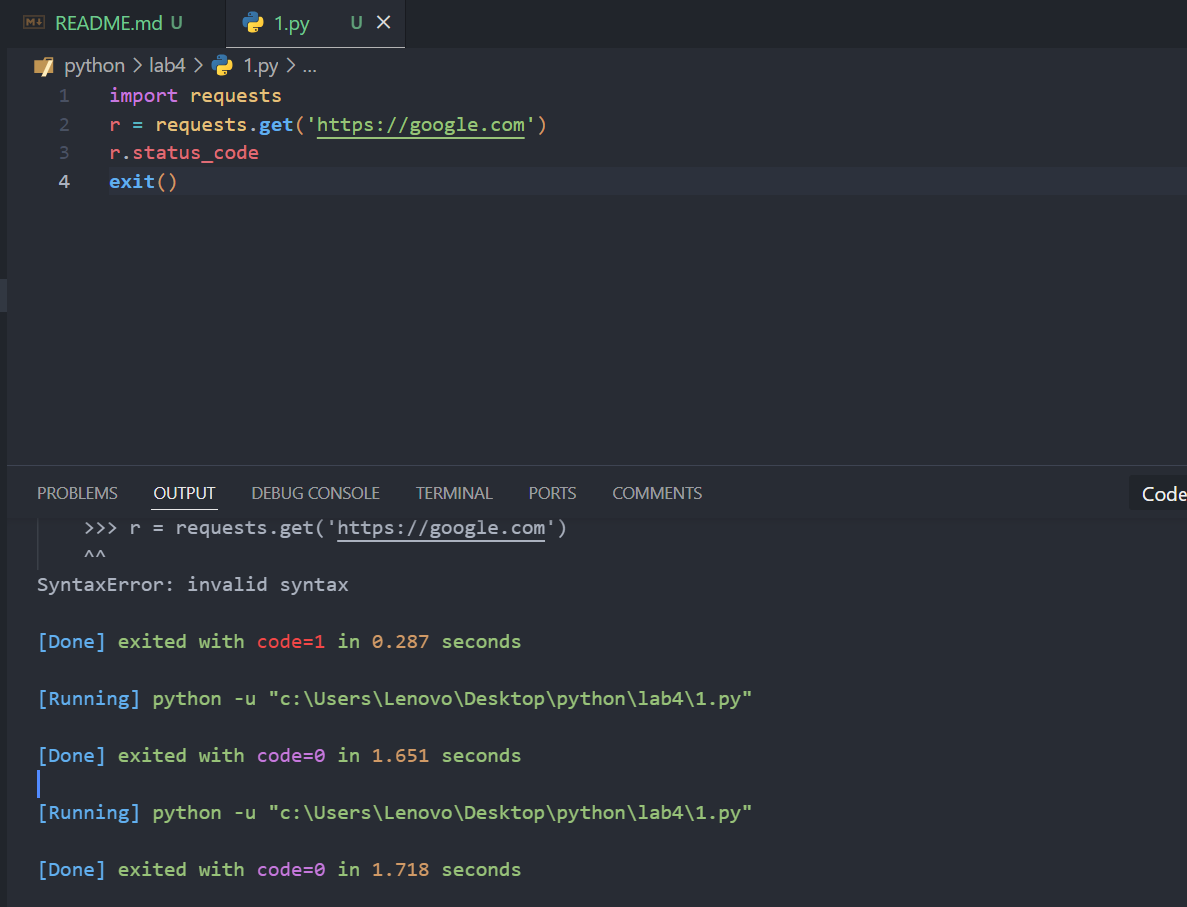 README.md U
1.py U
python > lab4 > 1.py > ...
1 import requests
2 r = requests.get('https://google.com')
3 r.status_code
4 exit()
PROBLEMS OUTPUT DEBUG CONSOLE TERMINAL PORTS COMMENTS Code
>>> r = requests.get('https://google.com')
^^
SyntaxError: invalid syntax
[Done] exited with code=1 in 0.287 seconds
[Running] python -u "c:\Users\Lenovo\Desktop\python\lab4\1.py"
[Done] exited with code=0 in 1.651 seconds
[Running] python -u "c:\Users\Lenovo\Desktop\python\lab4\1.py"
[Done] exited with code=0 in 1.718 seconds